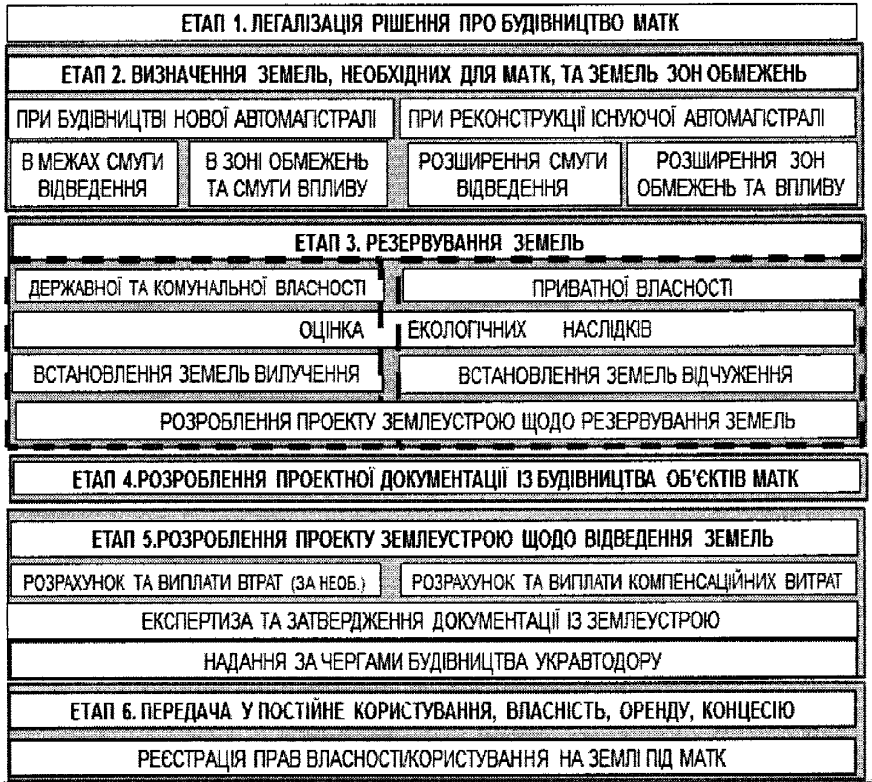 ЕТАП 1. ЛЕГАЛІЗАЦІЯ РІШЕННЯ ПРО БУДІВНИЦТВО МАТК
ЕТАП 2. ВИЗНАЧЕННЯ ЗЕМЕЛЬ, НЕОБХІДНИХ ДЛЯ МАТК, ТА ЗЕМЕЛЬ ЗОН ОБМЕЖЕНЬ
ПРИ БУДІВНИЦТВІ НОВОЇ АВТОМАГІСТРАЛІ
ПРИ РЕКОНСТРУКЦІЇ ІСНУЮЧОЇ АВТОМАГІСТРАЛІ
В МЕЖАХ СМУГИ
ВІДВЕДЕННЯ
В ЗОНІ ОБМЕЖЕНЬ
ТА СМУГИ ВПЛИВУ
РОЗШИРЕННЯ СМУГИ
ВІДВЕДЕННЯ
РОЗШИРЕННЯ ЗОН
ОБМЕЖЕНЬ ТА ВПЛИВУ
ЕТАП 3. РЕЗЕРВУВАННЯ ЗЕМЕЛЬ
ДЕРЖАВНОЇ ТА КОМУНАЛЬНОЇ ВЛАСНОСТІ
ПРИВАТНОЇ ВЛАСНОСТІ
ОЦІНКА ЕКОЛОГІЧНИХ НАСЛІДКІВ
ВСТАНОВЛЕННЯ ЗЕМЕЛЬ ВИЛУЧЕННЯ
ВСТАНОВЛЕННЯ ЗЕМЕЛЬ ВІДЧУЖЕННЯ
РОЗРОБЛЕННЯ ПРОЕКТУ ЗЕМЛЕУСТРОЮ ЩОДО РЕЗЕРВУВАННЯ ЗЕМЕЛЬ
ЕТАП 4.РОЗРОБЛЕННЯ ПРОЕКТНОЇ ДОКУМЕНТАЦІЇ ІЗ БУДІВНИЦТВА ОБ'ЄКТІВ МАТК
ЕТАП 5.РОЗРОБЛЕННЯ ПРОЕКТУ ЗЕМЛЕУСТРОЮ ЩОДО ВІДВЕДЕННЯ ЗЕМЕЛЬ
РОЗРАХУНОК ТА ВИПЛАТИ ВТРАТ (ЗА НЕОБ.)
РОЗРАХУНОК ТА ВИПЛАТИ КОМПЕНСАЦІЙНИХ ВИТРАТ
ЕКСПЕРТИЗА ТА ЗАТВЕРДЖЕННЯ ДОКУМЕНТАЦІЇ ІЗ ЗЕМЛЕУСТРОЮ
НАДАННЯ ЗА ЧЕРГАМИ БУДІВНИЦТВА УКРАВТОДОРУ
ЕТАП 6. ПЕРЕДАЧА У ПОСТІЙНЕ КОРИСТУВАННЯ, ВЛАСНІСТЬ, ОРЕНДУ, КОНЦЕСІЮ
РЕЄСТРАЦІЯ ПРАВ ВЛАСНОСТІ/КОРИСТУВАННЯ НА ЗЕМЛІ ПІД МАТК